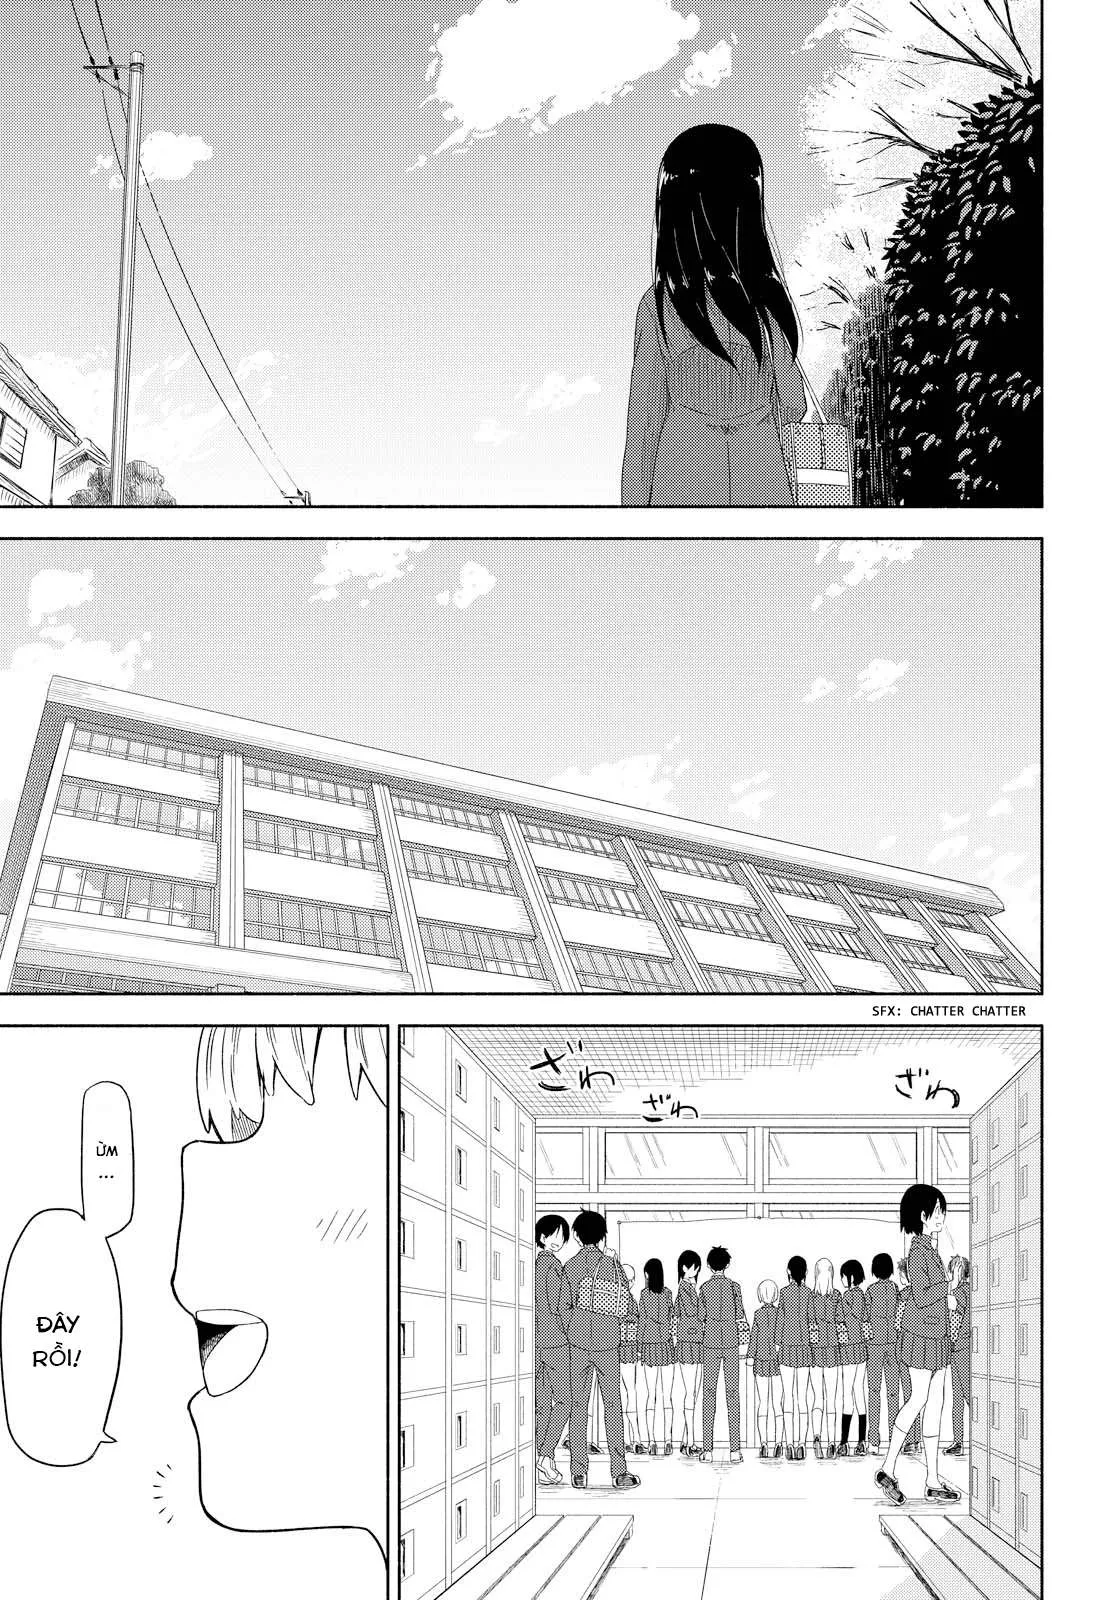 SFX: CHATTER CHATTER
ざわ
ざわ
ざわ
ỪM
...
ĐÂY
RỒI!